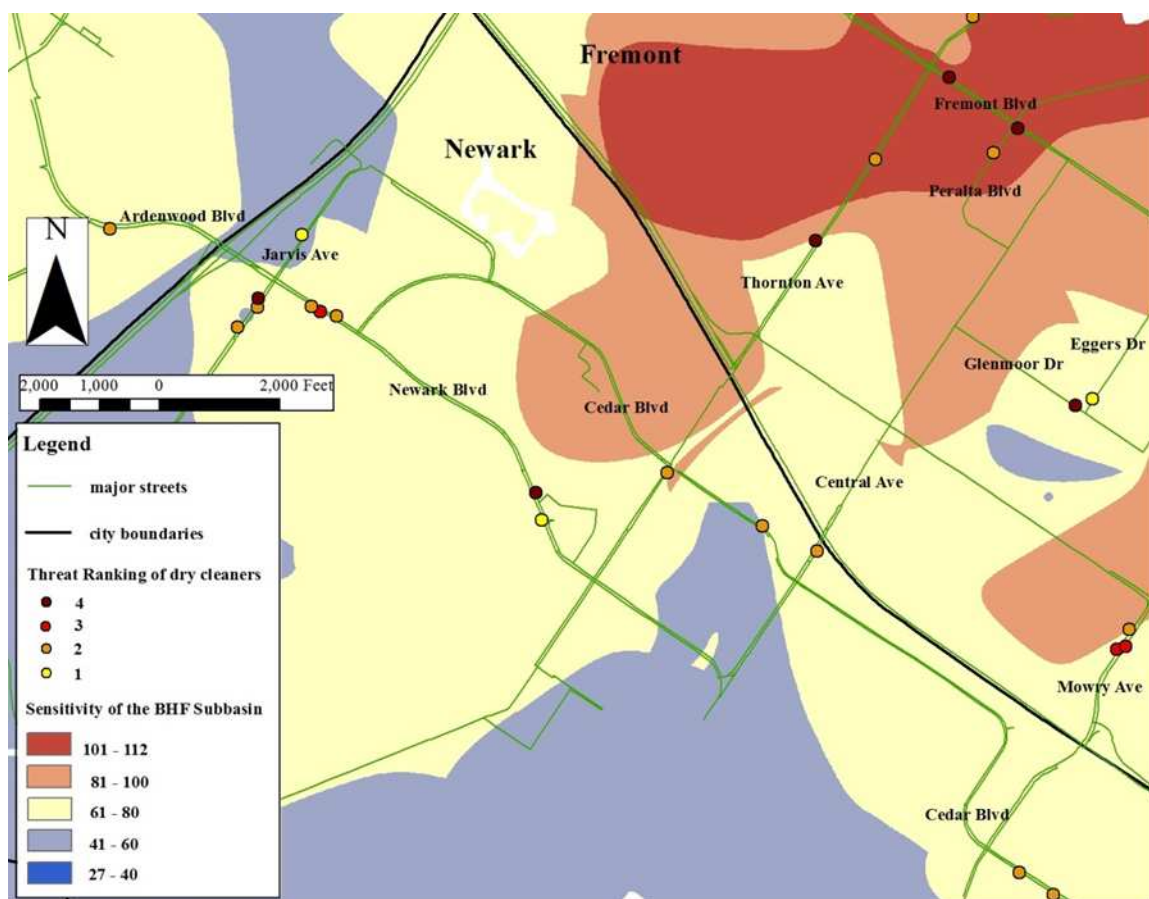 Fremont
Newark
Fremont Blvd
Peralta Blvd
Ardenwood Blvd
N
Jarvis Ave
Thornton Ave
Eggers Dr
Glenmoor Dr
2,000 1,000 0 2,000 Feet
Newark Blvd
Cedar Blvd
Central Ave
Mowry Ave
Cedar Blvd
Legend
major streets
city boundaries
Threat Ranking of dry cleaners
4
3
2
1
Sensitivity of the BHF Subbasin
101 - 112
81 - 100
61 - 80
41 - 60
27 - 40